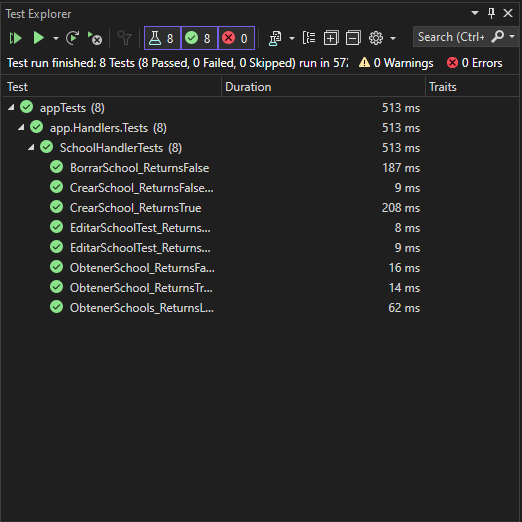 Test Explorer
8 8 0 Search (Ctrl+
Test run finished: 8 Tests (8 Passed, 0 Failed, 0 Skipped) run in 572 0 Warnings 0 Errors
Test Duration Traits
appTests (8) 513 ms
app.Handlers.Tests (8) 513 ms
SchoolHandlerTests (8) 513 ms
BorrarSchool_ReturnsFalse 187 ms
CrearSchool_ReturnsFalse... 9 ms
CrearSchool_ReturnsTrue 208 ms
EditarSchoolTest_Returns... 8 ms
EditarSchoolTest_Returns... 9 ms
ObtenerSchool_ReturnsFa... 16 ms
ObtenerSchool_ReturnsTr... 14 ms
ObtenerSchools_ReturnsL... 62 ms